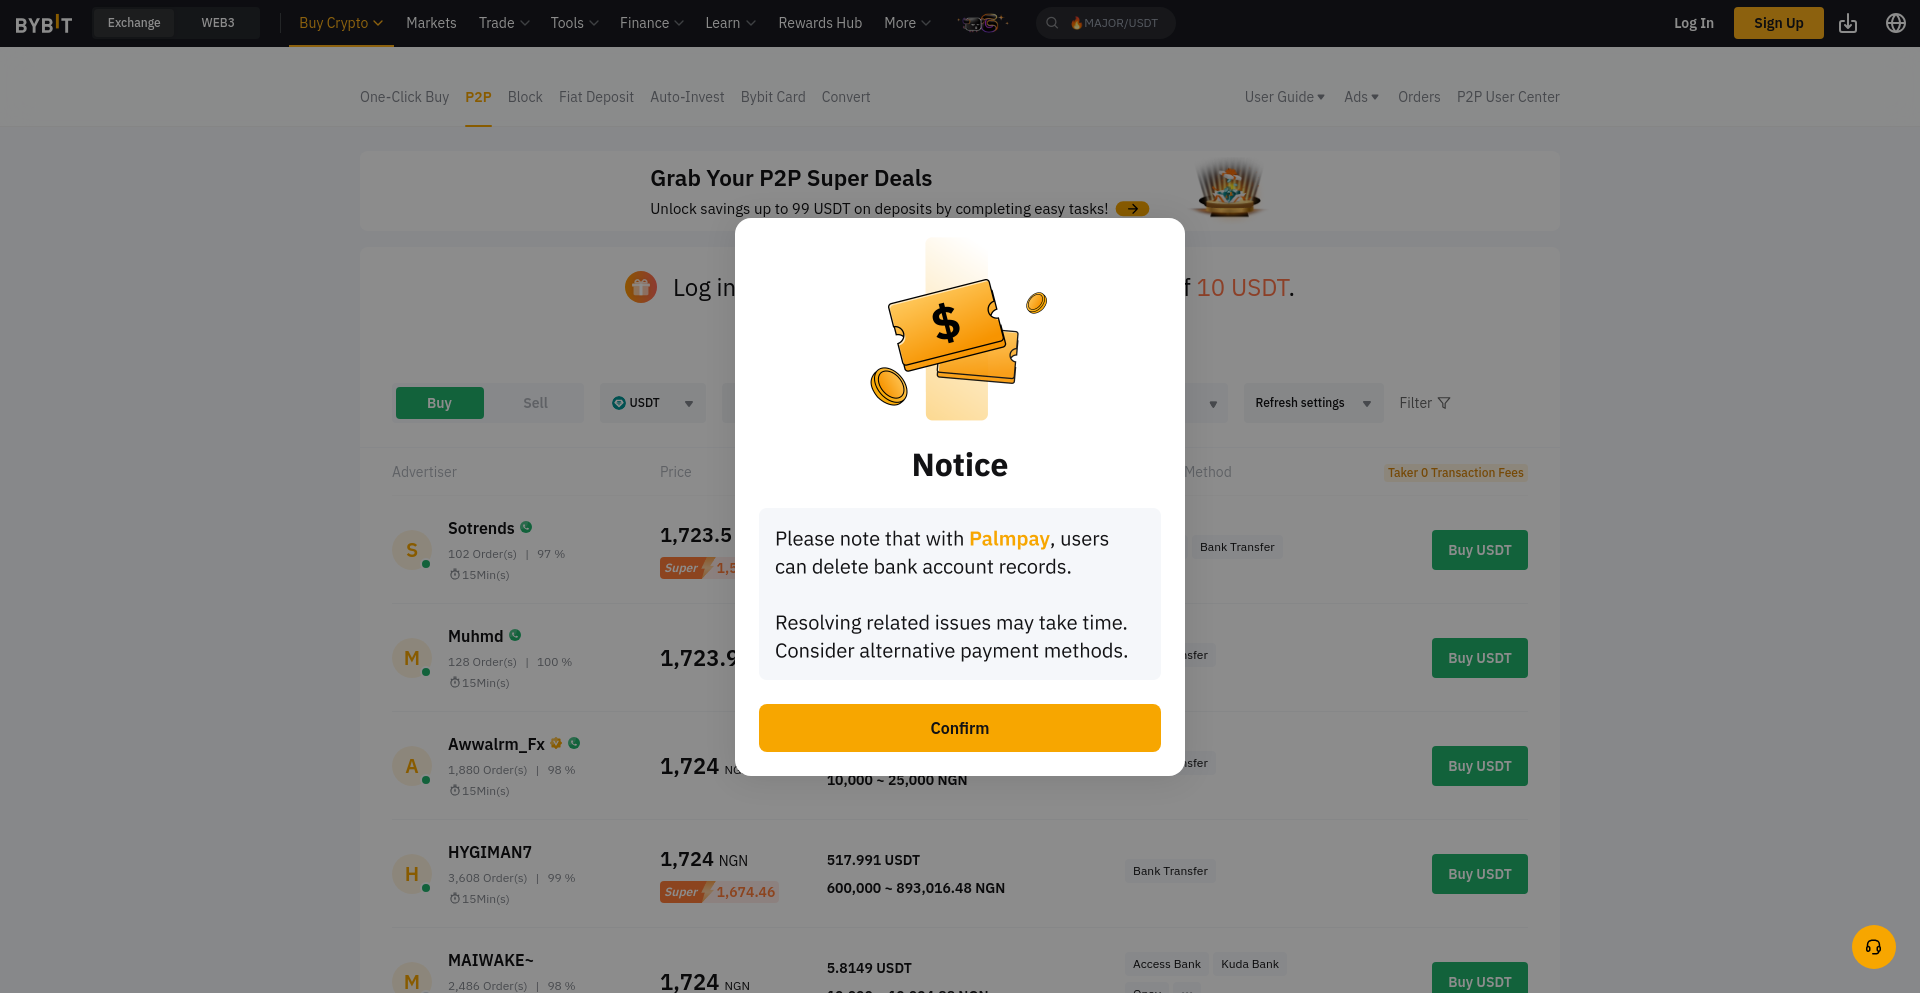 BYBIT Exchange WEB3 Buy Crypto Markets Trade Tools Finance Learn Rewards Hub More MAJOR/USDT Log In Sign Up
One-Click Buy P2P Block Fiat Deposit Auto-Invest Bybit Card Convert User Guide Ads Orders P2P User Center
Grab Your P2P Super Deals
Unlock savings up to 99 USDT on deposits by completing easy tasks!
Log in 10 USDT.
Buy Sell USDT Refresh settings Filter
Advertiser Price Method Taker 0 Transaction Fees
S Sotrends
102 Order(s) | 97 %
15Min(s)
1,723.5
Super
Bank Transfer
Buy USDT
M Muhmd
128 Order(s) | 100 %
15Min(s)
1,723.9
Buy USDT
A Awwalrm_Fx
1,880 Order(s) | 98 %
15Min(s)
1,724
10,000 ~ 25,000 NGN
Buy USDT
H HYGIMAN7
3,608 Order(s) | 99 %
15Min(s)
1,724 NGN
Super 1,674.46
517.991 USDT
600,000 ~ 893,016.48 NGN
Bank Transfer
Buy USDT
M MAIWAKE~
2,486 Order(s) | 98 %
1,724 NGN
5.8149 USDT
Access Bank Kuda Bank
Buy USDT
$
Notice
Please note that with Palmpay, users
can delete bank account records.
Resolving related issues may take time.
Consider alternative payment methods.
Confirm